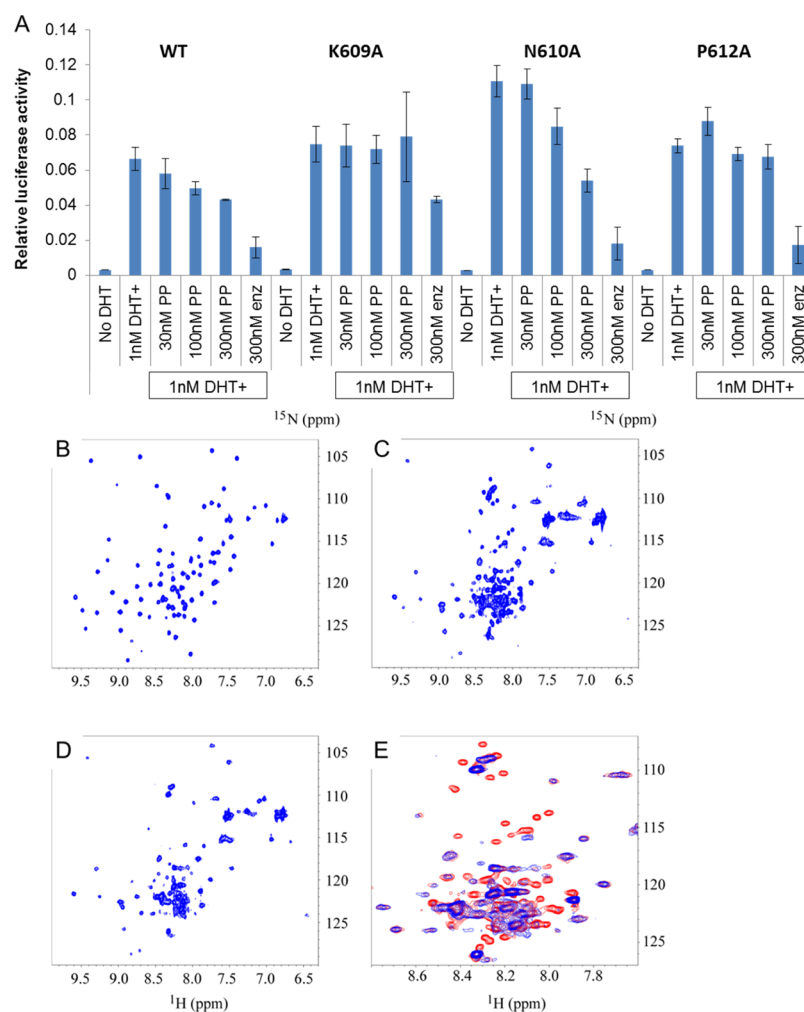 A
WT K609A N610A P612A
Relative luciferase activity
0.14
0.12
0.1
0.08
0.06
0.04
0.02
0
No DHT 1nM DHT+ 30nM PP 100nM PP 300nM PP 300nM enz No DHT 1nM DHT+ 30nM PP 100nM PP 300nM PP 300nM enz No DHT 1nM DHT+ 30nM PP 100nM PP 300nM PP 300nM enz No DHT 1nM DHT+ 30nM PP 100nM PP 300nM PP 300nM enz
1nM DHT+ 1nM DHT+ 1nM DHT+ 1nM DHT+
¹⁵N (ppm) ¹⁵N (ppm)
B
105
110
115
120
125
9.5 9.0 8.5 8.0 7.5 7.0 6.5
C
105
110
115
120
125
9.5 9.0 8.5 8.0 7.5 7.0 6.5
D
105
110
115
120
125
9.5 9.0 8.5 8.0 7.5 7.0 6.5
¹H (ppm)
E
110
115
120
125
8.6 8.4 8.2 8.0 7.8
¹H (ppm)